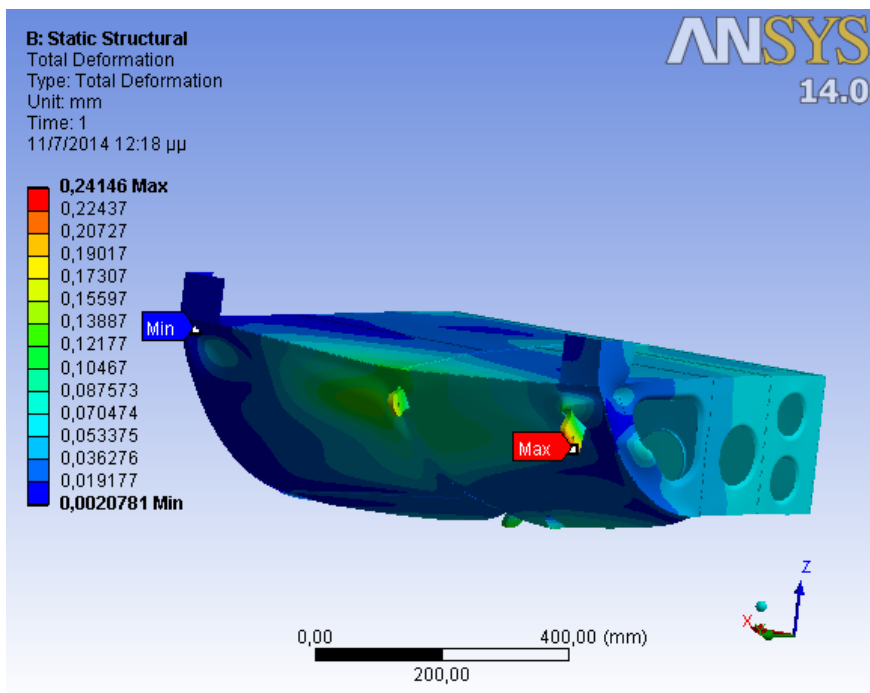 B: Static Structural
Total Deformation
Type: Total Deformation
Unit: mm
Time: 1
11/7/2014 12:18 μμ
ANSYS
14.0
0,24146 Max
0,22437
0,20727
0,19017
0,17307
0,15597
0,13887
0,12177
0,10467
0,087573
0,070474
0,053375
0,036276
0,019177
0,0020781 Min
Min
Max
Z
X
0,00
400,00 (mm)
200,00